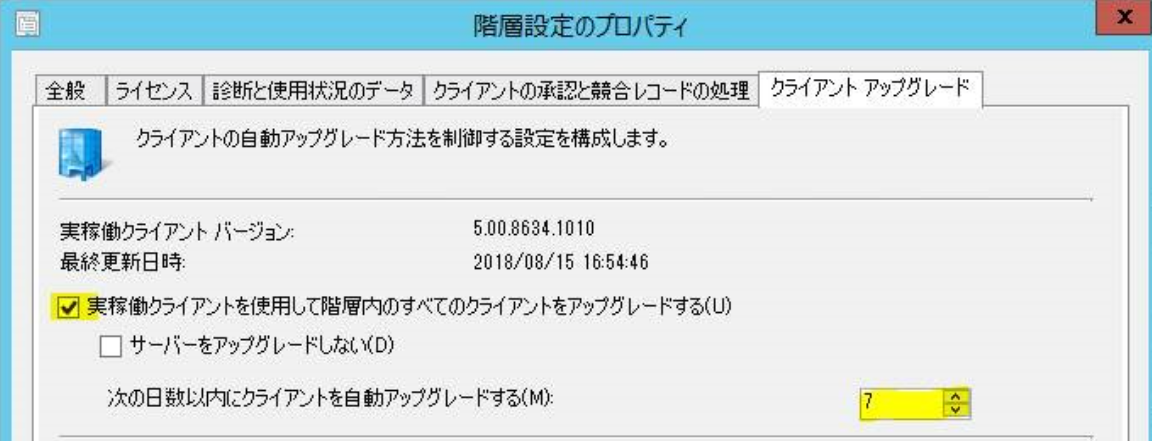 階層設定のプロパティ
x
全般 ライセンス 診断と使用状況のデータ クライアントの承認と競合レコードの処理 クライアント アップグレード
クライアントの自動アップグレード方法を制御する設定を構成します。
実稼働クライアント バージョン: 5.00.8634.1010
最終更新日時: 2018/08/15 16:54:46
実稼働クライアントを使用して階層内のすべてのクライアントをアップグレードする(U)
サーバーをアップグレードしない(D)
次の日数以内にクライアントを自動アップグレードする(M): 7